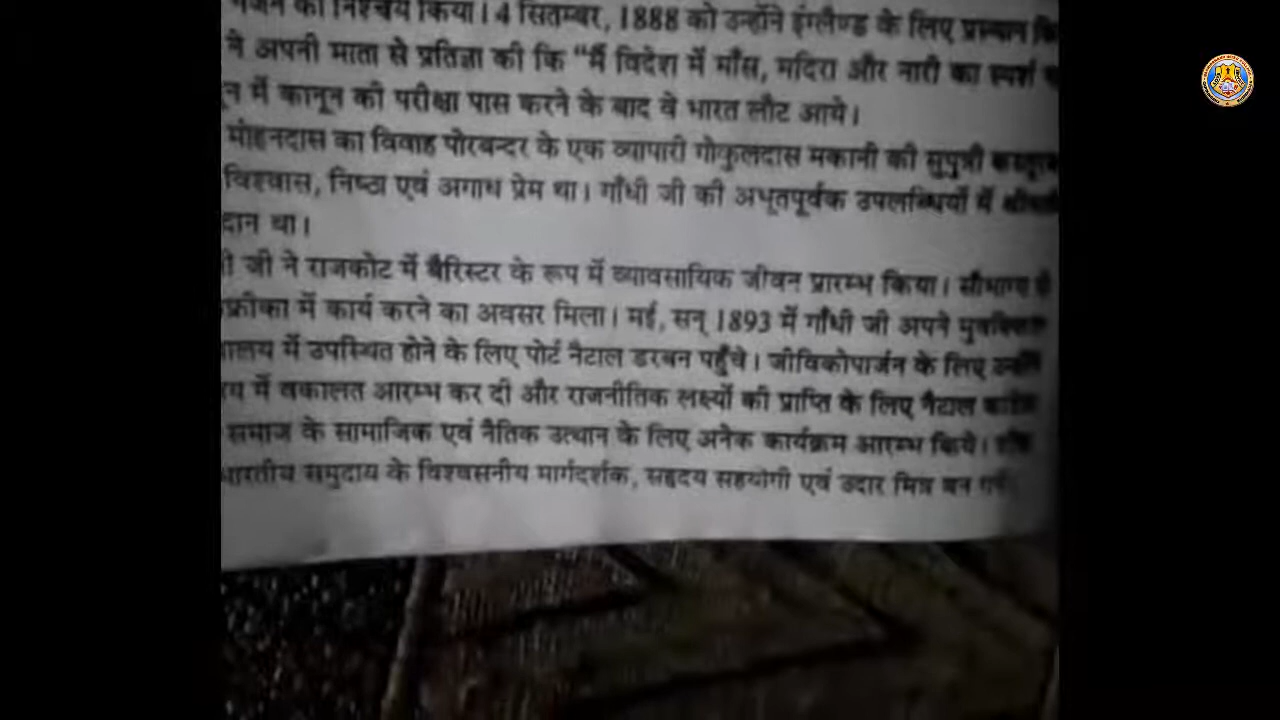 का निश्चय किया। 4 सितम्बर, 1888 को उन्होंने इंग्लैण्ड के लिए प्रस्थान
ने अपनी माता से प्रतिज्ञा की कि "मैं विदेश में माँस, मदिरा और नारी का स्पर्श
में कानून की परीक्षा पास करने के बाद वे भारत लौट आये।
मोहनदास का विवाह पोरबन्दर के एक व्यापारी गोकुलदास मकानी की सुपुत्री
विश्वास, निष्ठा एवं अगाध प्रेम था। गाँधी जी की अभूतपूर्वक उपलब्धियों में
दान था।
जी ने राजकोट में बैरिस्टर के रूप में व्यावसायिक जीवन प्रारम्भ किया। सौभाग्य से
फ्रीका में कार्य करने का अवसर मिला। मई, सन् 1893 में गाँधी जी अपने
में उपस्थित होने के लिए पोर्ट नैटाल डरबन पहुँचे। जीविकोपार्जन के लिए उन्होंने
में वकालत आरम्भ कर दी और राजनीतिक लक्ष्यों की प्राप्ति के लिए नैटाल
समाज के सामाजिक एवं नैतिक उत्थान के लिए अनेक कार्यक्रम आरम्भ किये।
भारतीय समुदाय के विश्वसनीय मार्गदर्शक, सहृदय सहयोगी एवं उदार मित्र बन गये